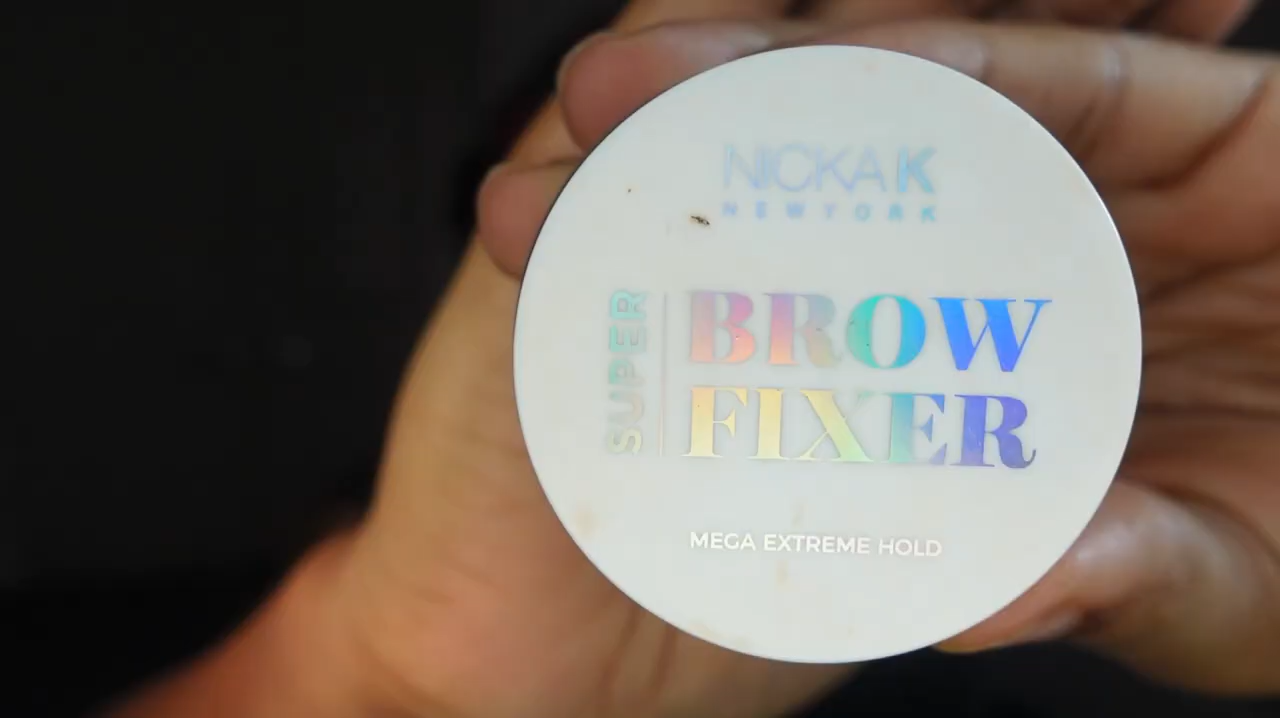 NICKA K
NEW YORK
SUPER
BROW
FIXER
MEGA EXTREME HOLD